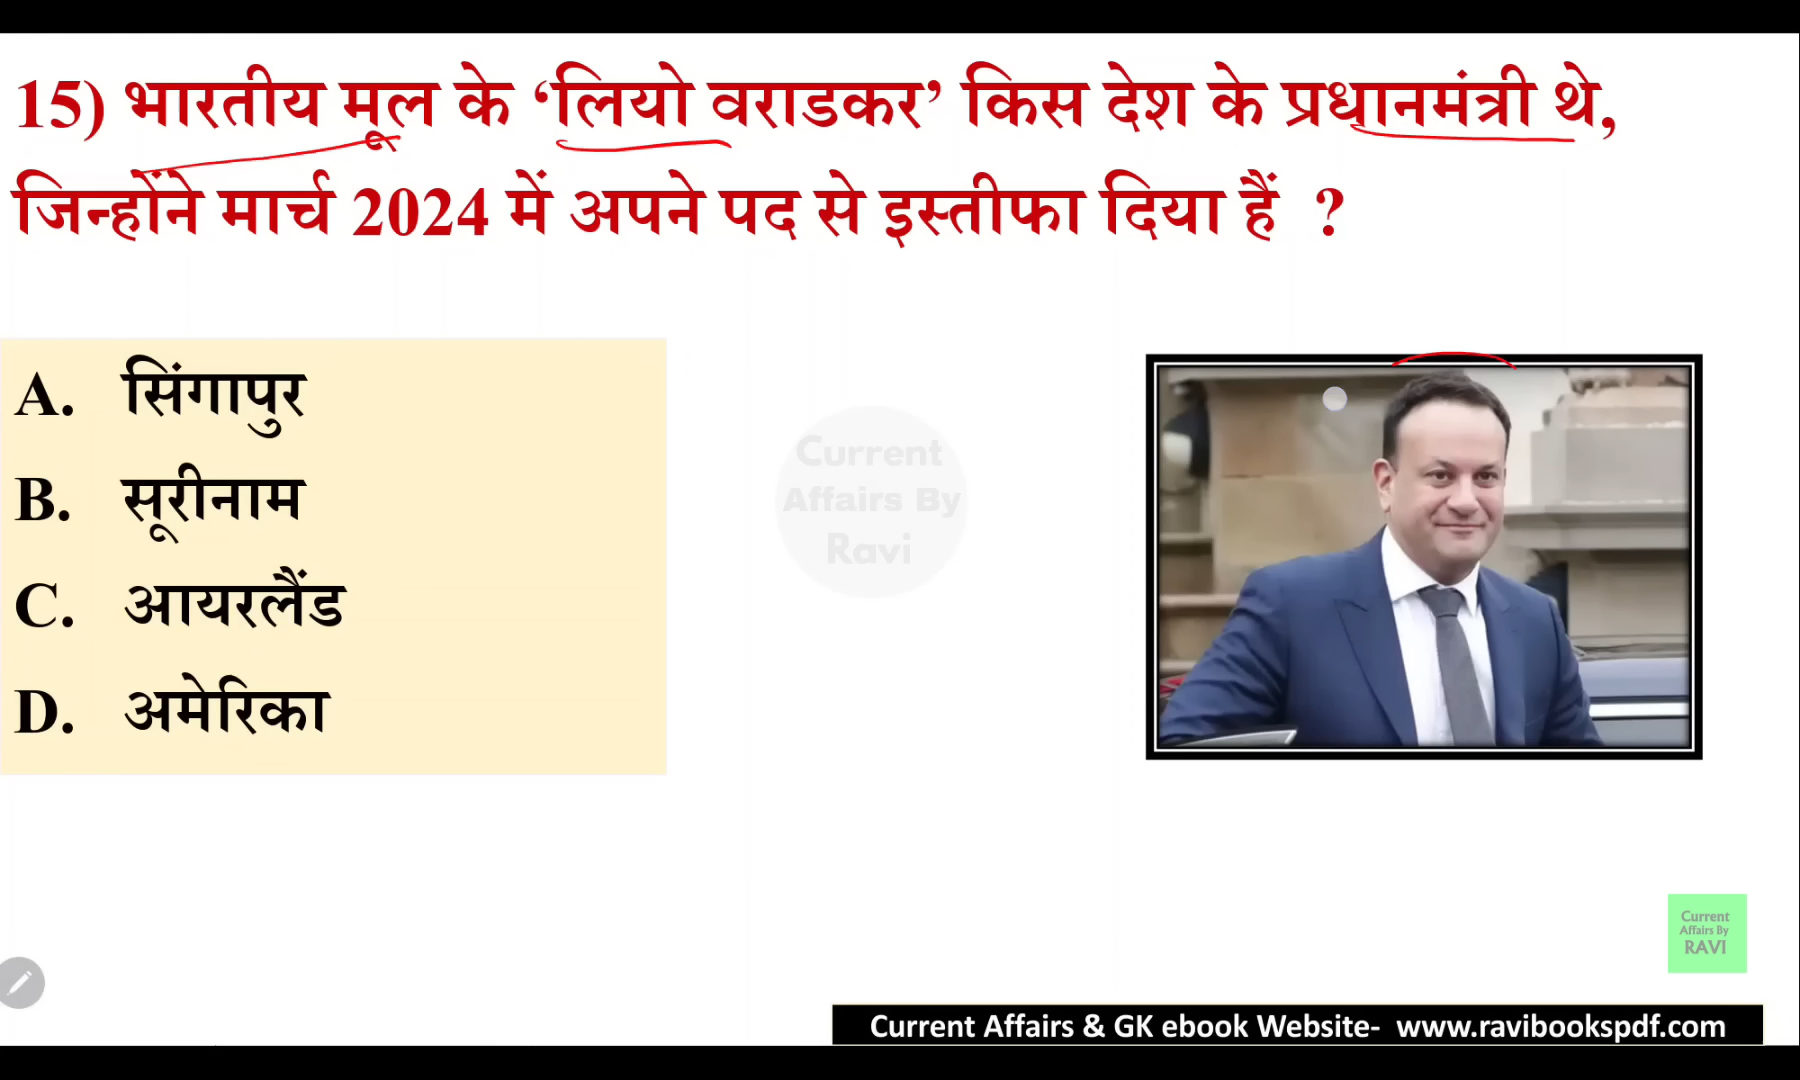 15) भारतीय मूल के ‘लियो वराडकर’ किस देश के प्रधानमंत्री थे,
जिन्होंने मार्च 2024 में अपने पद से इस्तीफा दिया हैं ?
A. सिंगापुर
B. सूरीनाम
C. आयरलैंड
D. अमेरिका
Current
Affairs By
Ravi
Current
Affairs By
RAVI
Current Affairs & GK ebook Website- www.ravibookspdf.com